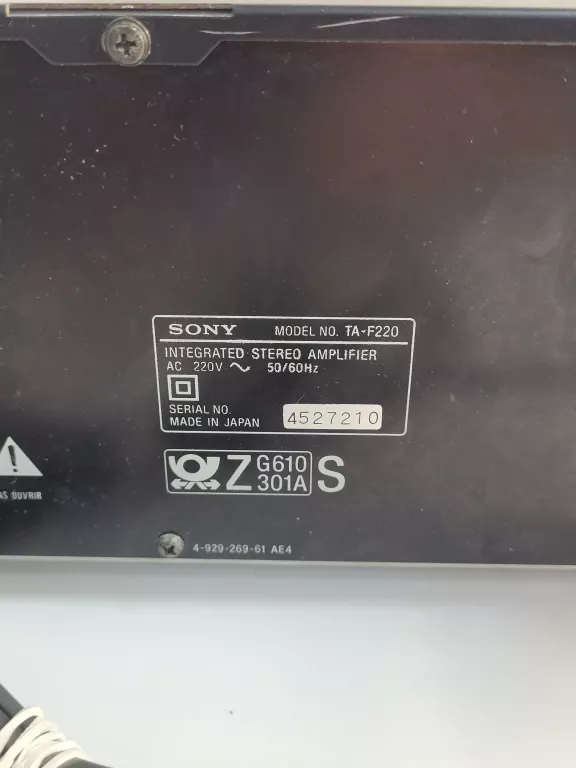 SONY MODEL NO. TA-F220
INTEGRATED STEREO AMPLIFIER
AC 220V ~ 50/60Hz
SERIAL NO.
MADE IN JAPAN 4527210
Z G610 301A S
AS OUVRIR
4-929-269-61 AE4